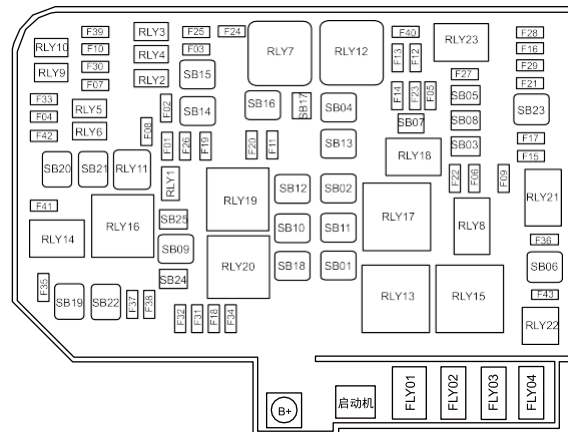 F39 RLY3 F25 F24 F40 RLY23 F28
RLY10 F10 RLY4 F03 RLY7 RLY12 F13 F12 F16
RLY9 F30 RLY2 SB15 F27 F29
F07 F21
F33 RLY5 F02 SB14 SB16 SB17 SB04 F14 F23 F05 SB05 SB23
F04 RLY6 SB07 SB08
F42 F08 F01 F26 F19 F20 F11 SB13 RLY18 SB03 F17
SB20 SB21 RLY11 F15
RLY1 SB12 SB02 F22 F06 F09
F41 RLY16 SB25 RLY19 SB10 SB11 RLY17 RLY8 RLY21
RLY14 SB09 F36
SB24 RLY20 SB18 SB01 SB06
F35 SB19 SB22 F37 F38 RLY13 RLY15 F43
F32 F31 F18 F34 RLY22
B+ 启动机 FLY01 FLY02 FLY03 FLY04